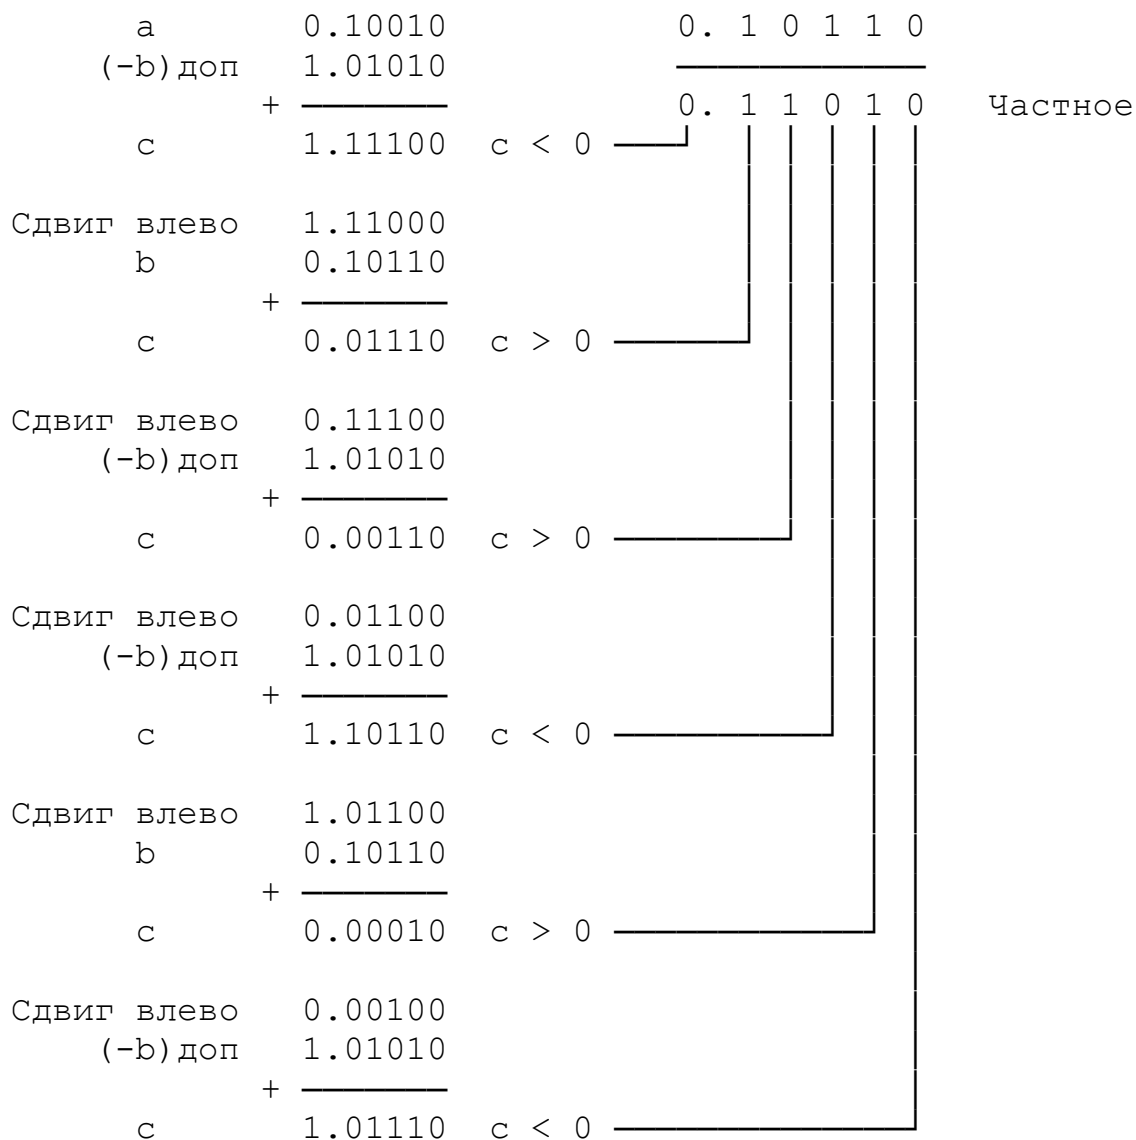 а 0.10010 0. 1 0 1 1 0
(-b)доп 1.01010
+ 0. 1 1 0 1 0 Частное
с 1.11100 с < 0
Сдвиг влево 1.11000
b 0.10110
+
с 0.01110 с > 0
Сдвиг влево 0.11100
(-b)доп 1.01010
+
с 0.00110 с > 0
Сдвиг влево 0.01100
(-b)доп 1.01010
+
с 1.10110 с < 0
Сдвиг влево 1.01100
b 0.10110
+
с 0.00010 с > 0
Сдвиг влево 0.00100
(-b)доп 1.01010
+
с 1.01110 с < 0